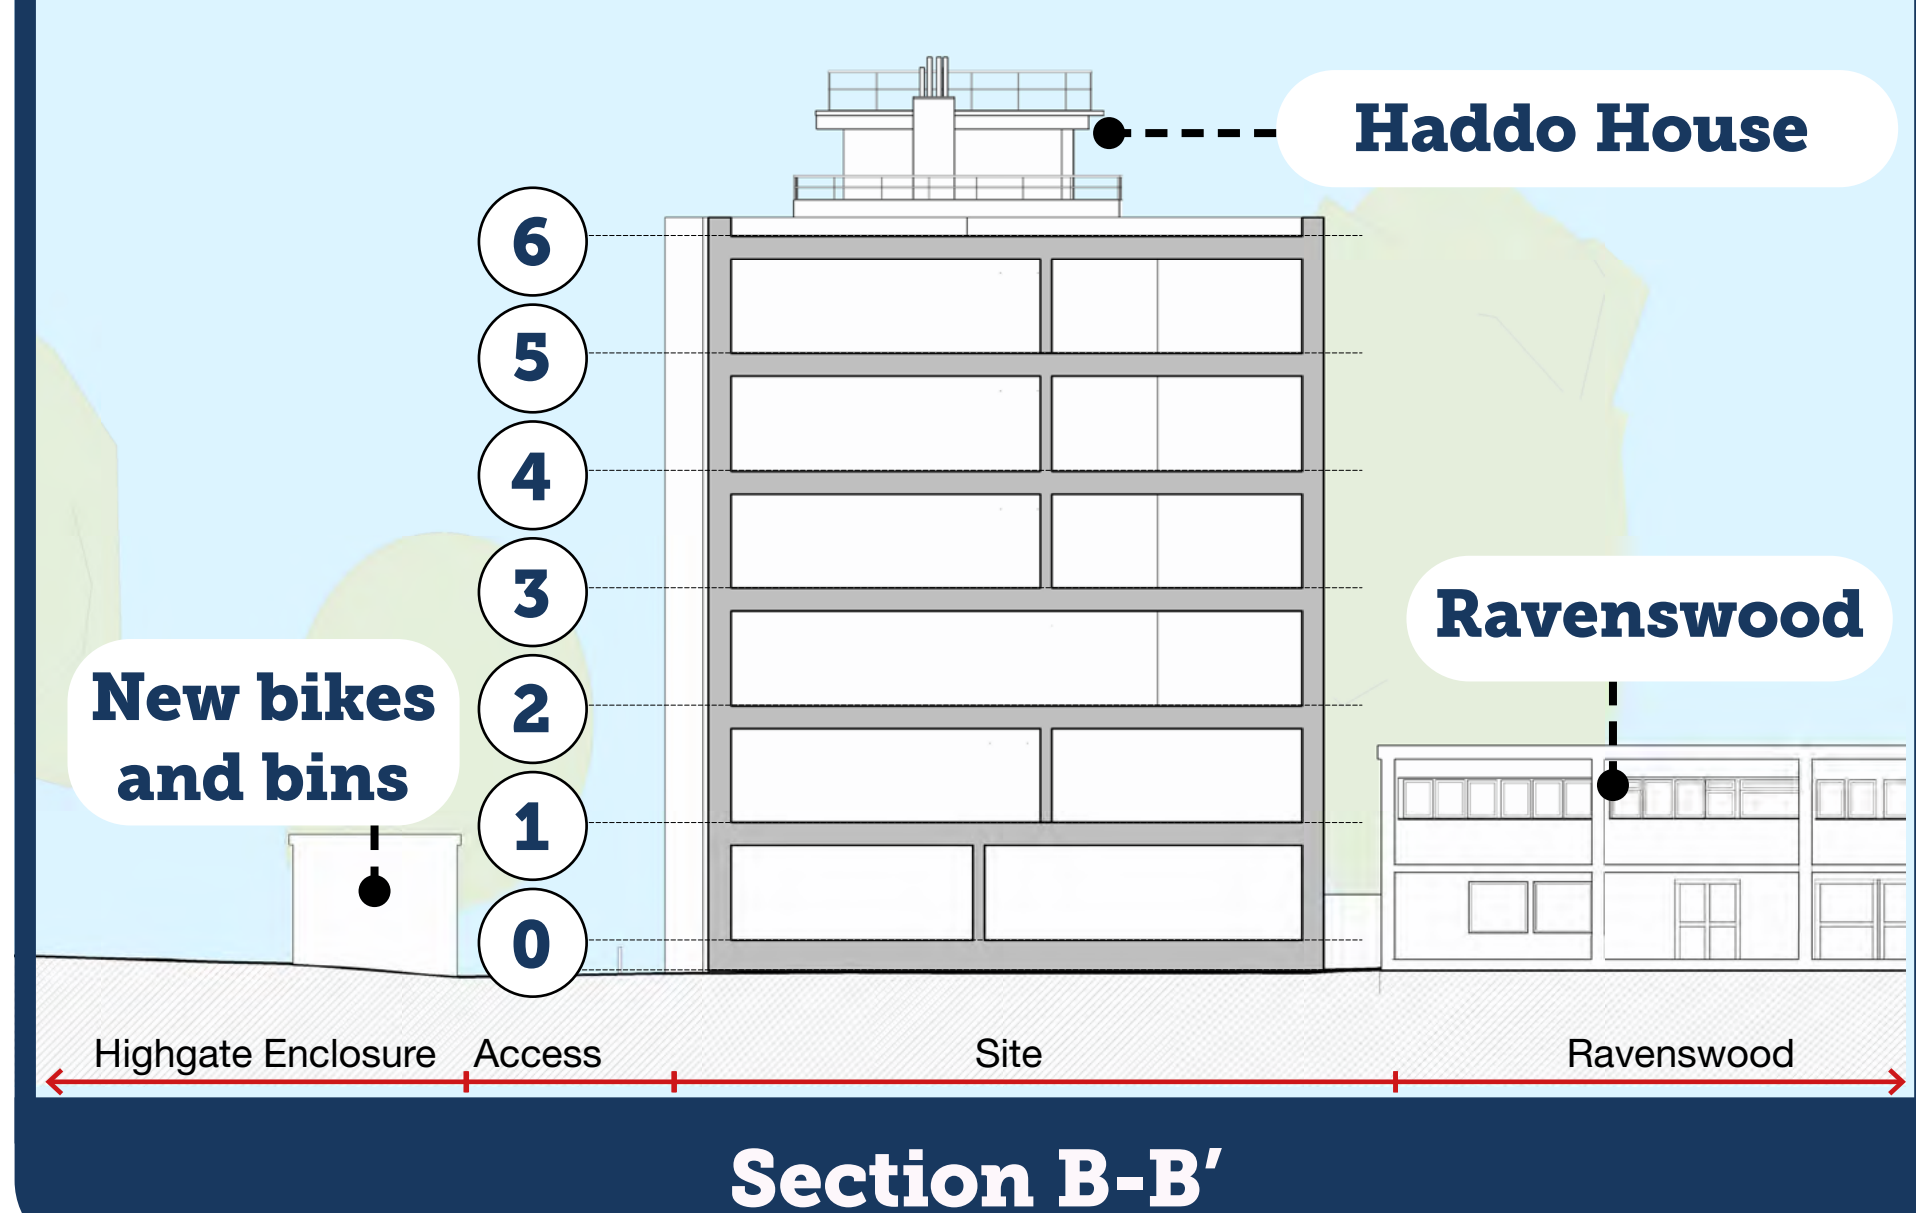 Haddo House
6
5
4
3
2
1
0
Ravenswood
New bikes
and bins
Highgate Enclosure
Access
Site
Ravenswood
Section B-B′